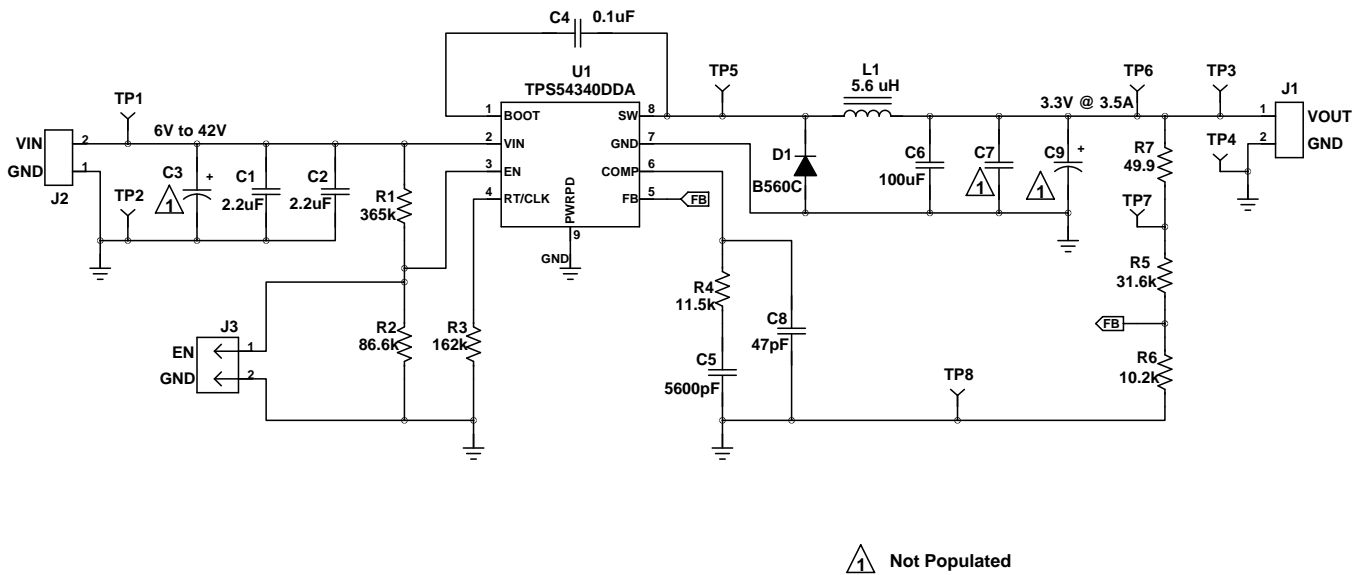 C4
0.1uF
U1
TPS54340DDA
TP5
L1
5.6 uH
TP6
TP3
TP1
1
BOOT
SW
8
3.3V @ 3.5A
J1
1
VOUT
VIN
2
6V to 42V
2
VIN
GND
7
TP4
2
GND
GND
1
J2
TP2
C3
+
1
C1
2.2uF
C2
2.2uF
R1
365k
3
EN
COMP
6
4
RT/CLK
FB
5
FB
PWRPD
9
GND
D1
B560C
C6
100uF
C7
1
C9
+
1
R7
49.9
TP7
R4
11.5k
R5
31.6k
J3
EN
1
GND
2
R2
86.6k
R3
162k
C8
47pF
FB
C5
5600pF
TP8
R6
10.2k
1
Not Populated